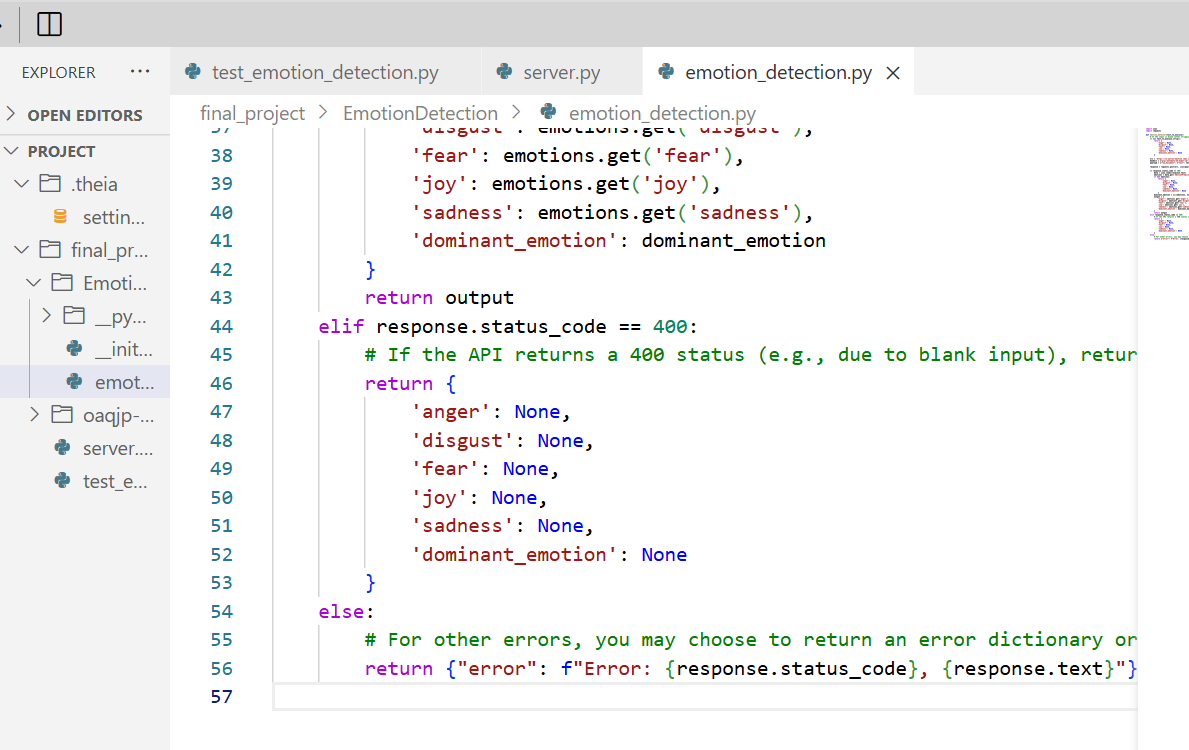 EXPLORER ...
test_emotion_detection.py
server.py
emotion_detection.py
OPEN EDITORS
PROJECT
.theia
settin...
final_pr...
Emoti...
__py...
__init...
emot...
oaqjp-...
server....
test_e...
final_project > EmotionDetection > emotion_detection.py
37 'disgust': emotions.get('disgust'),
38 'fear': emotions.get('fear'),
39 'joy': emotions.get('joy'),
40 'sadness': emotions.get('sadness'),
41 'dominant_emotion': dominant_emotion
42 }
43 return output
44 elif response.status_code == 400:
45 # If the API returns a 400 status (e.g., due to blank input), retur
46 return {
47 'anger': None,
48 'disgust': None,
49 'fear': None,
50 'joy': None,
51 'sadness': None,
52 'dominant_emotion': None
53 }
54 else:
55 # For other errors, you may choose to return an error dictionary or
56 return {"error": f"Error: {response.status_code}, {response.text}"}
57